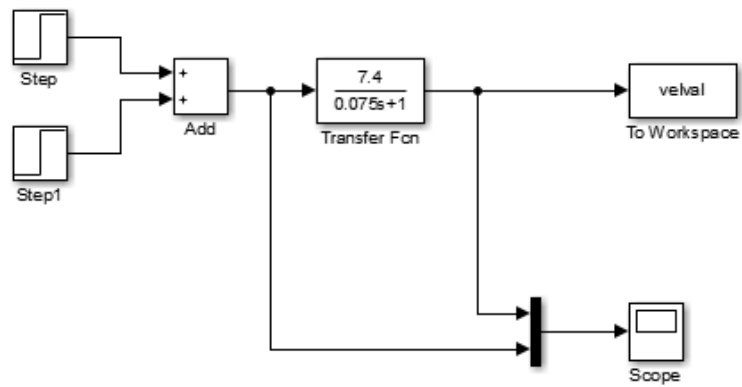 Step
+
+
Add
Step1
7.4
0.075s+1
Transfer Fcn
velval
To Workspace
Scope